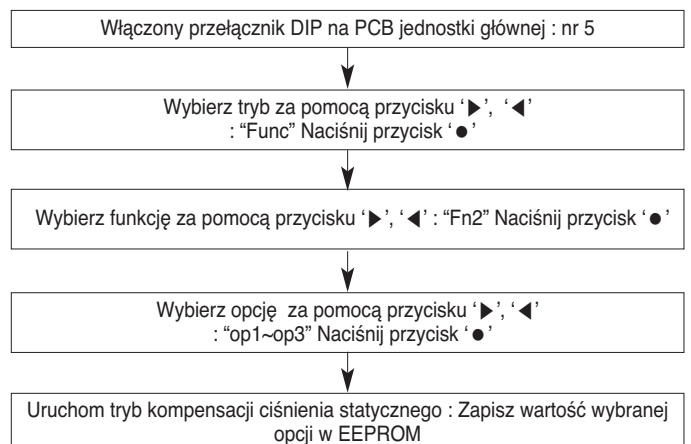 Włączony przełącznik DIP na PCB jednostki głównej : nr 5
Wybierz tryb za pomocą przycisku ‘▶’, ‘◀’
: “Func” Naciśnij przycisk ‘●’
Wybierz funkcję za pomocą przycisku ‘▶’, ‘◀’ : “Fn2” Naciśnij przycisk ‘●’
Wybierz opcję za pomocą przycisku ‘▶’, ‘◀’
: “op1~op3” Naciśnij przycisk ‘●’
Uruchom tryb kompensacji ciśnienia statycznego : Zapisz wartość wybranej
opcji w EEPROM